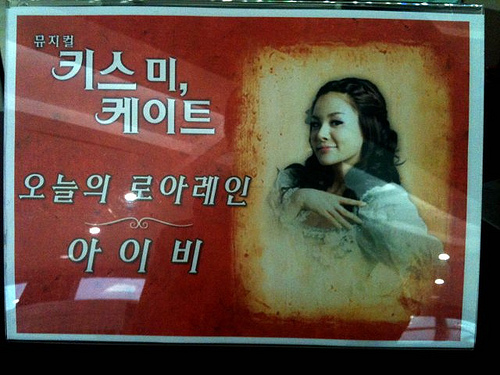 뮤지컬
키스 미,
케이트
오늘의 로아레인
아이비